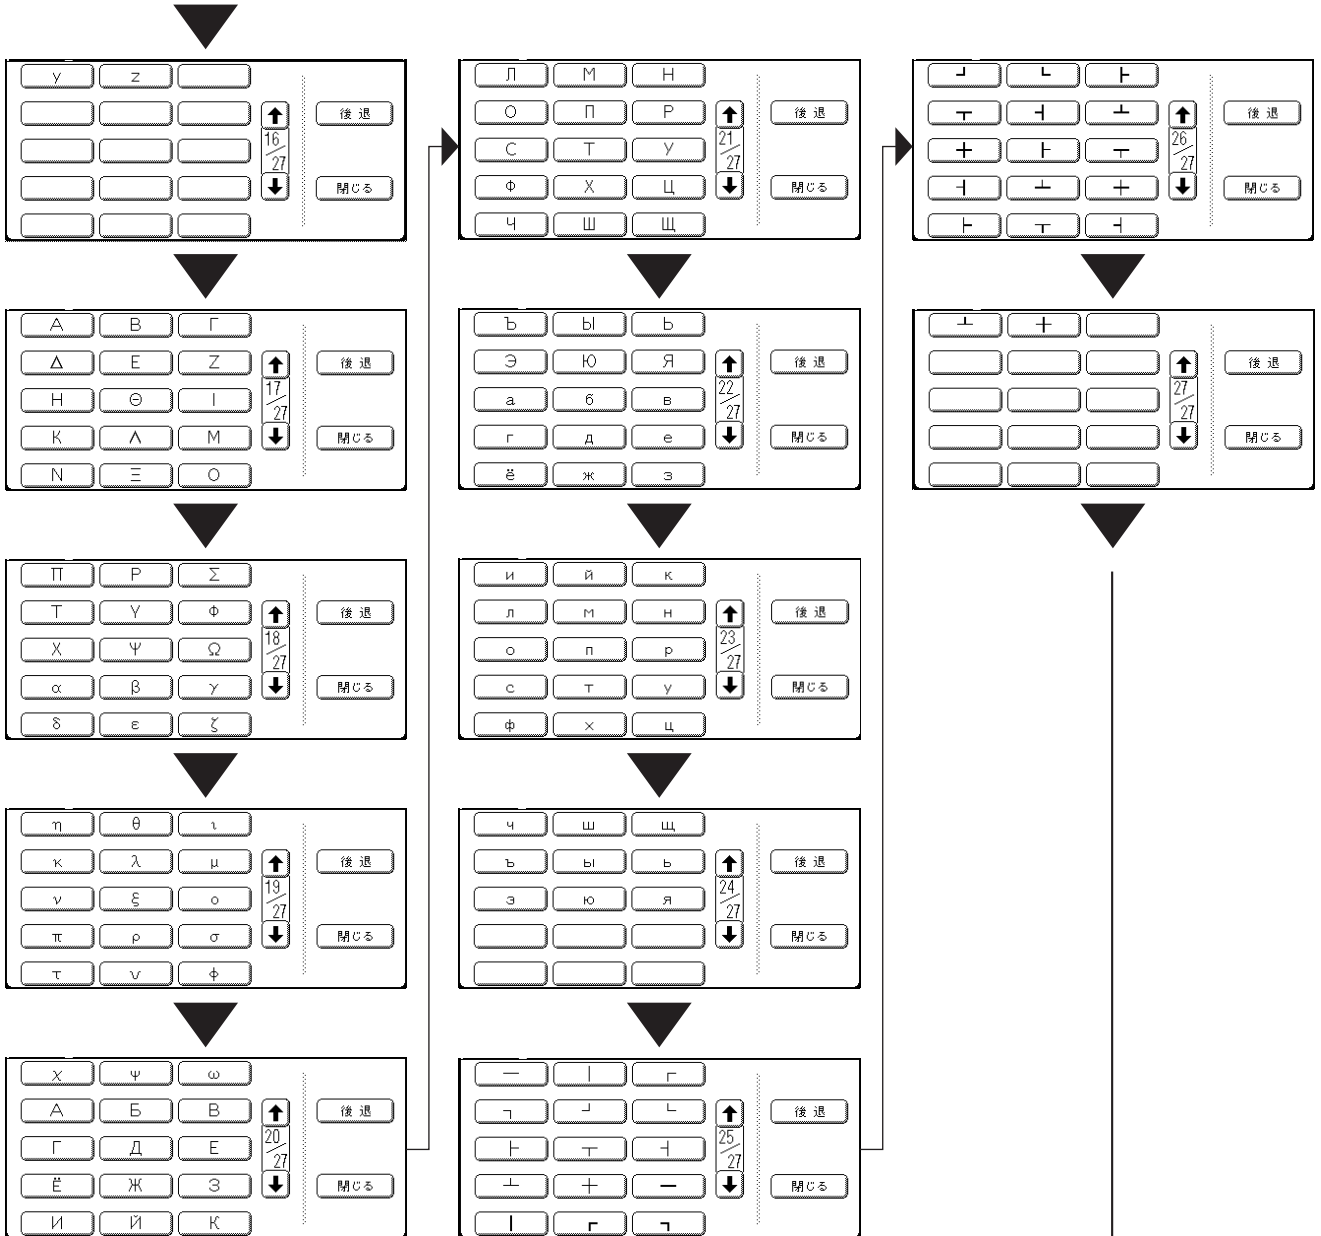 y z
後退
16/27
閉じる
Α Β Γ
Δ Ε Ζ
後退
Η Θ Ι
17/27
Κ Λ Μ
閉じる
Ν Ξ Ο
Π Ρ Σ
Τ Υ Φ
後退
Χ Ψ Ω
18/27
α β γ
閉じる
δ ε ζ
η θ ι
κ λ μ
後退
ν ξ ο
19/27
π ρ σ
閉じる
τ υ φ
χ ψ ω
А Б В
後退
Г Д Е
20/27
Ё Ж З
閉じる
И Й К
Л М Н
О П Р
後退
С Т У
21/27
Ф Х Ц
閉じる
Ч Ш Щ
Ъ Ы Ь
Э Ю Я
後退
а б в
22/27
г д е
閉じる
ё ж з
и й к
л м н
後退
о п р
23/27
с т у
閉じる
ф х ц
ч ш щ
ъ ы ь
後退
э ю я
24/27
閉じる
─ │ ┌
┐ ┘ └
後退
├ ┬ ┤
25/27
┴ ┼ ━
閉じる
┃ ┏ ┓
┛ ┗ ┣
┳ ┫ ┻
後退
╋ ┠ ┯
26/27
┨ ┷ ┿
閉じる
┝ ┰ ┥
┸ ╂
後退
27/27
閉じる